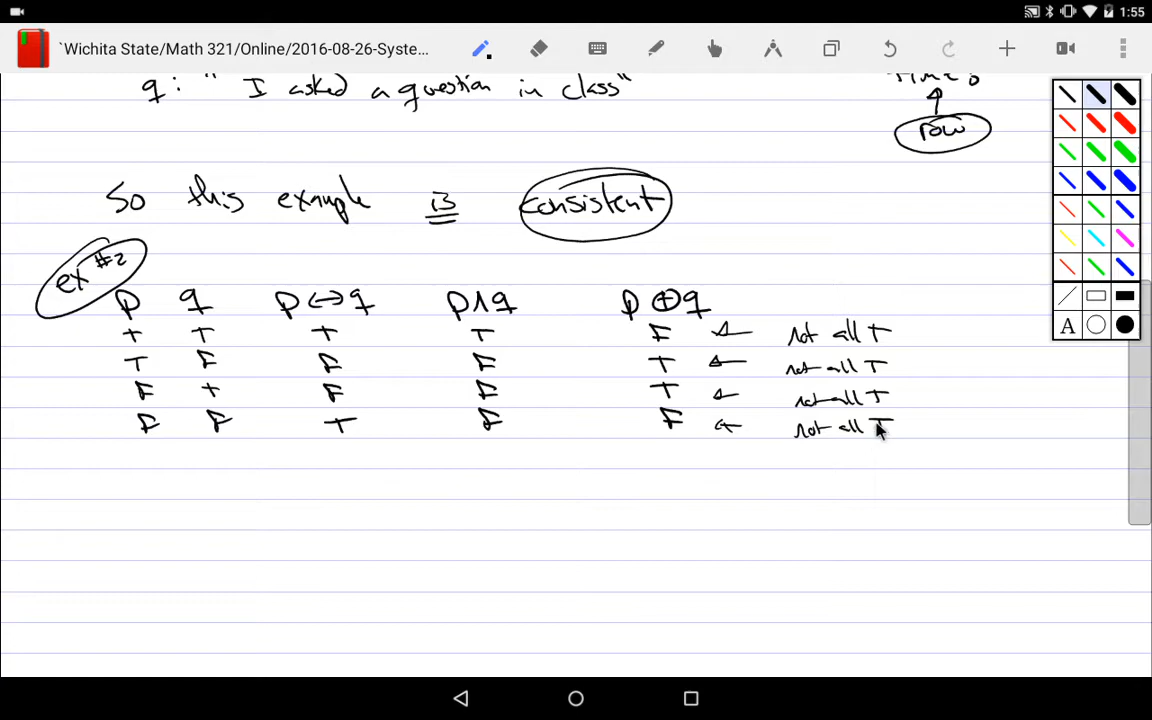 1:55
`Wichita State/Math 321/Online/2016-08-26-Syste...
q: " I asked a question in class"
row
So this example is consistent
ex #2
p q p ↔ q p ∧ q p ⊕ q
T T T T F ← not all T
T F F F T ← not all T
F T F F T ← not all T
F F T F F ← not all T
A